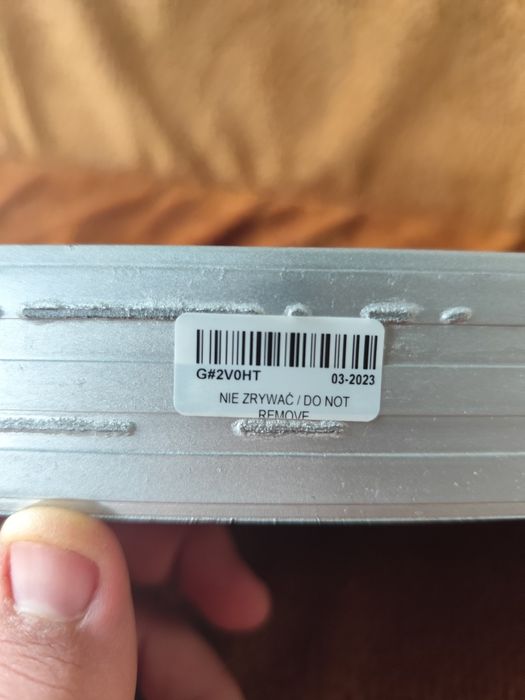 G#2V0HT
03-2023
NIE ZRYWAĆ / DO NOT
REMOVE